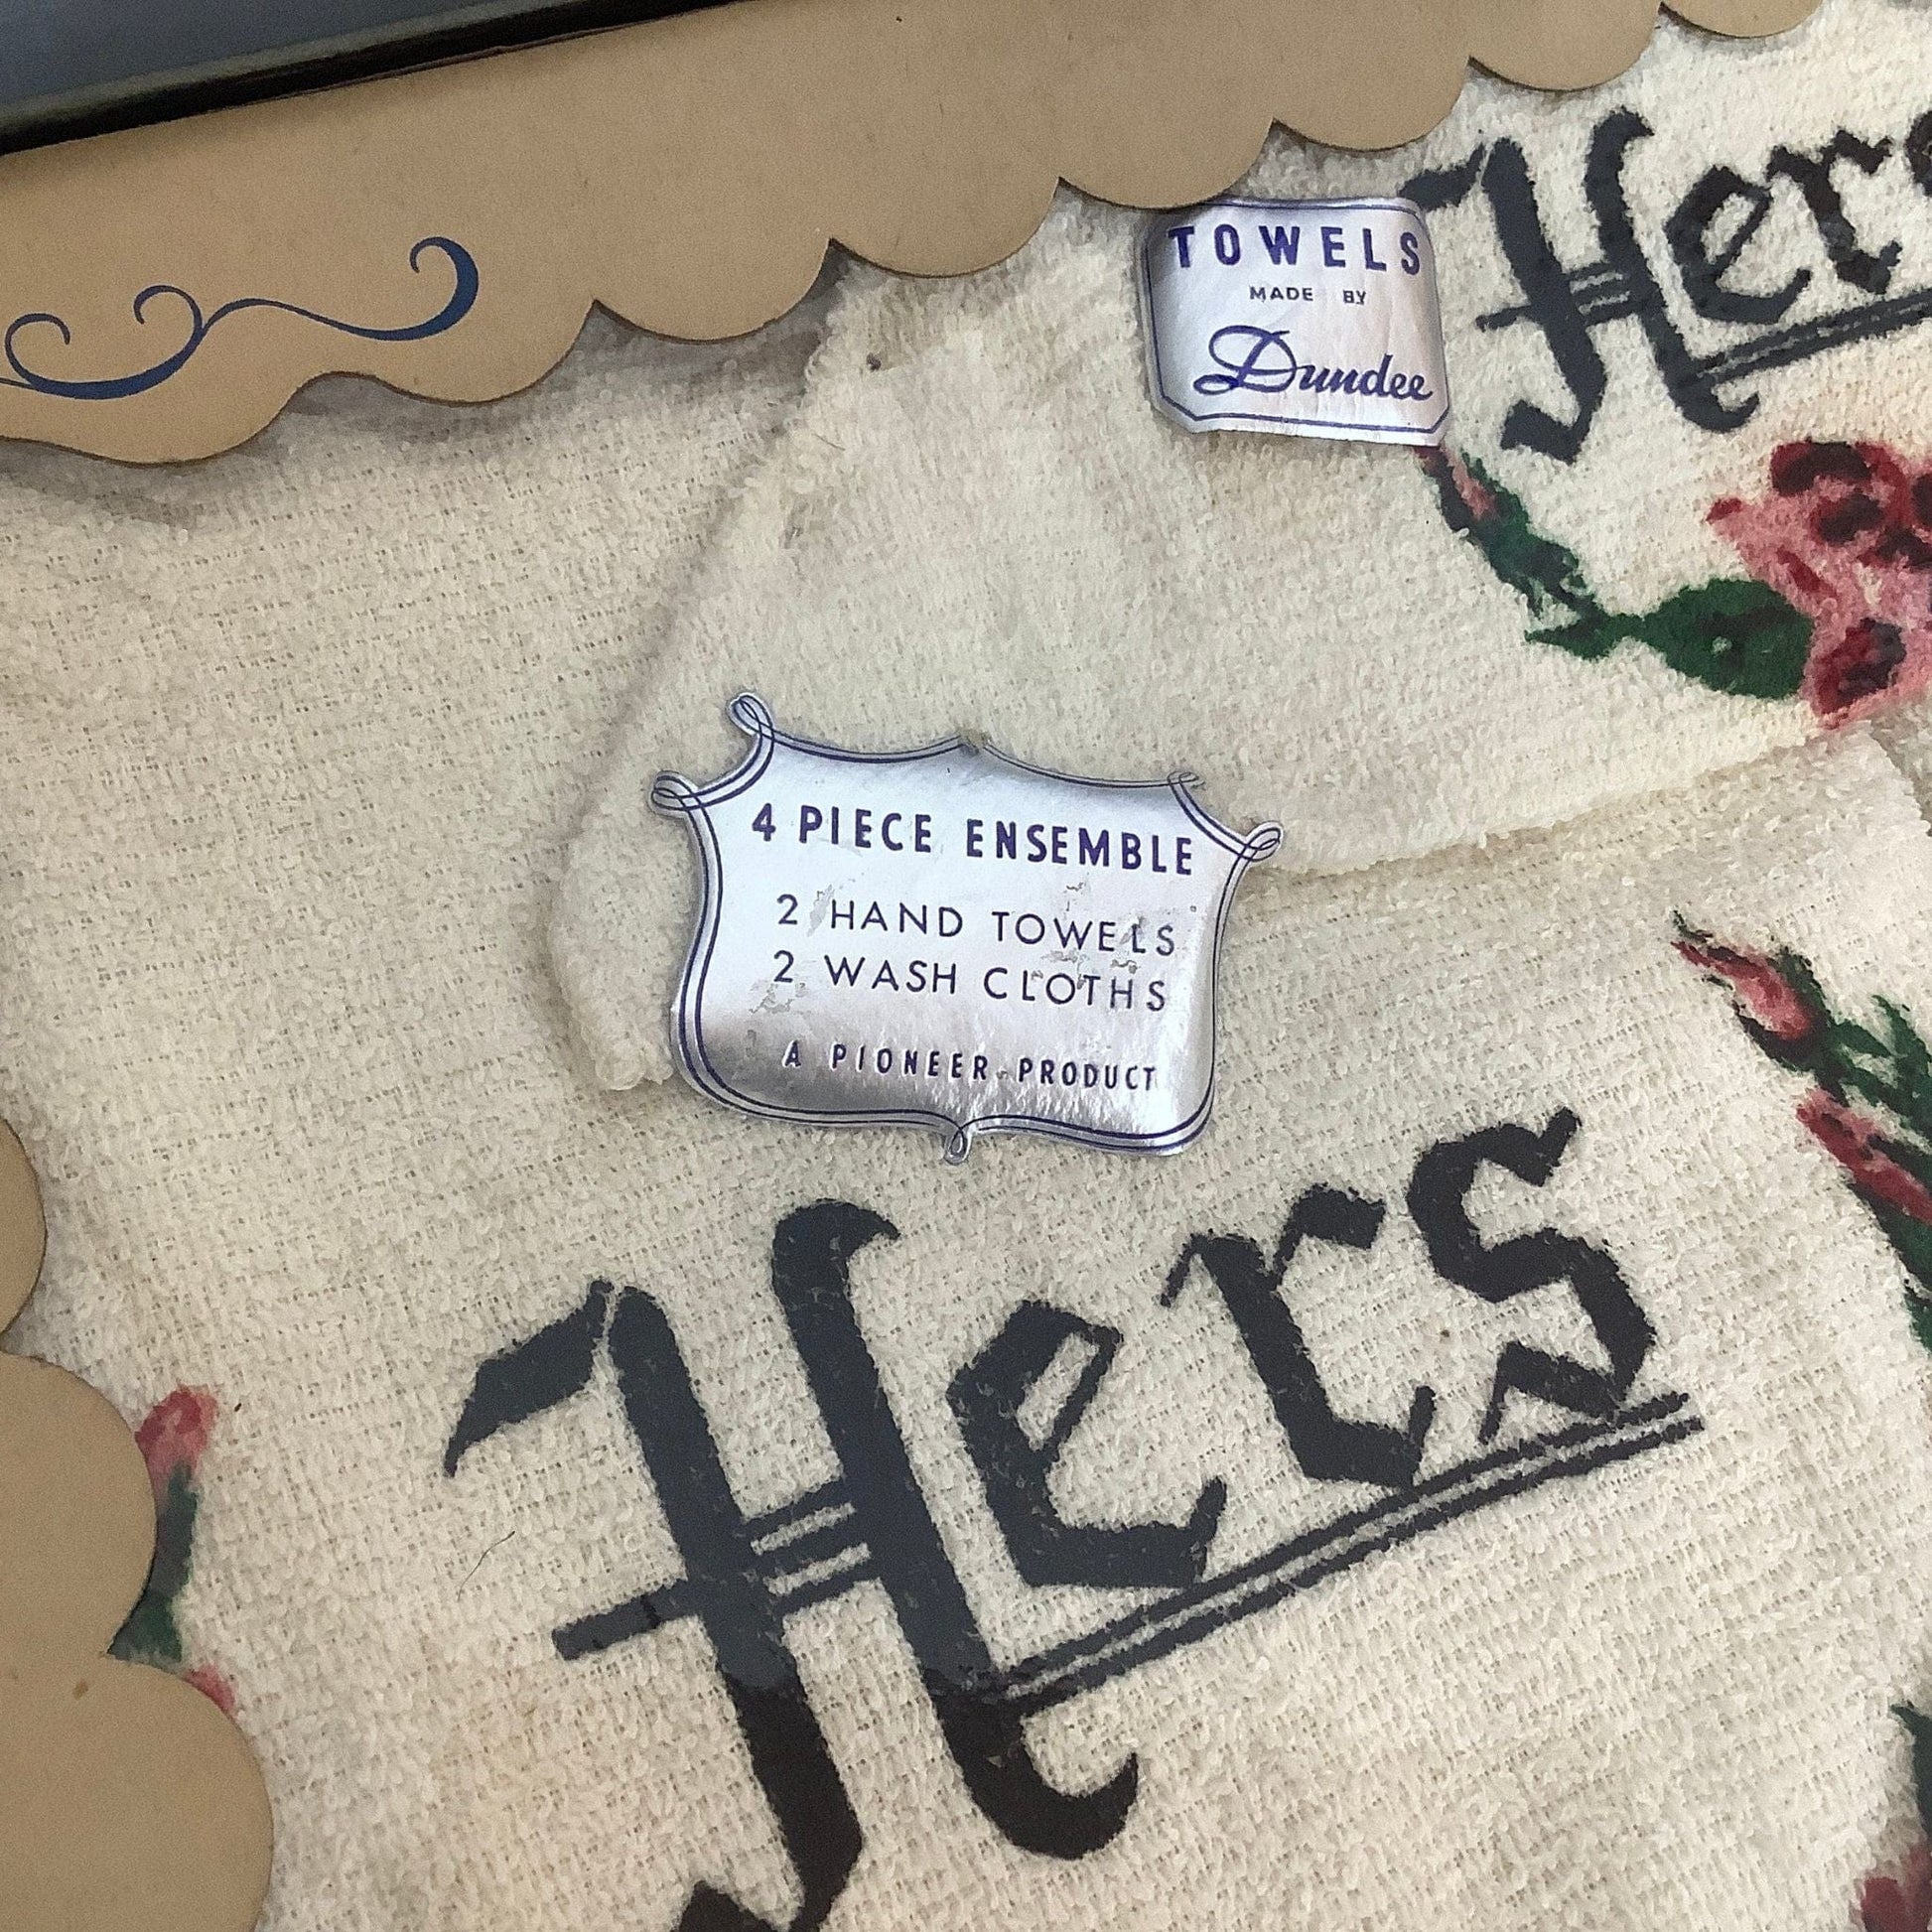 TOWELS
MADE BY
Dundee
Hers
4 PIECE ENSEMBLE
2 HAND TOWELS
2 WASH CLOTHS
A PIONEER PRODUCT
Hers